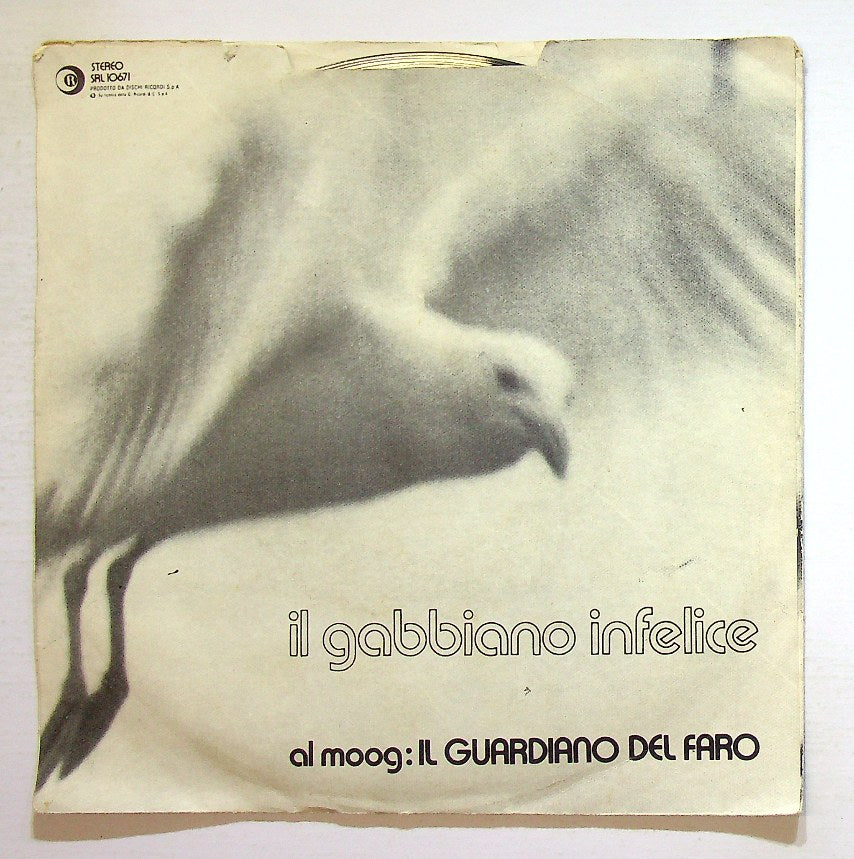 STEREO
SRL 10671
PRODOTTO DA DISCHI RICORDI S.p.A
il gabbiano infelice
al moog: IL GUARDIANO DEL FARO